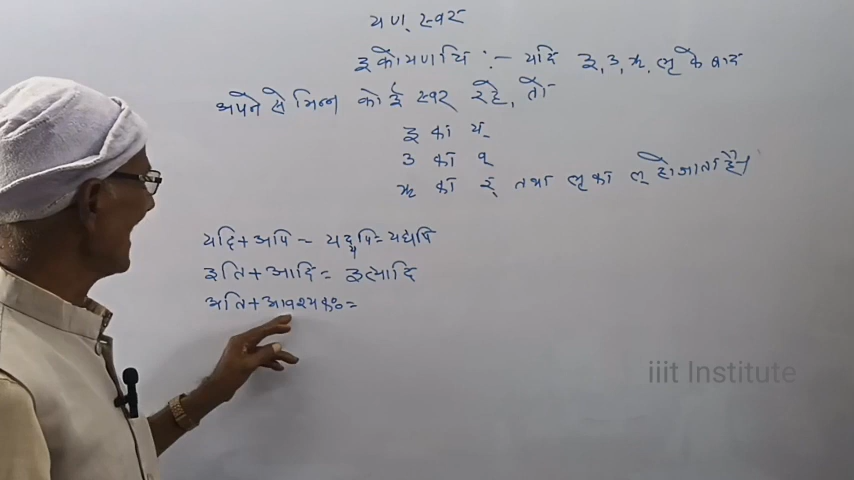 यण् स्वर
इकोयणचि :- यदि इ, उ, ऋ, लृ के बाद
अपने से भिन्न कोई स्वर रहे, तो
इ का य्
उ का व्
ऋ का र् तथा लृ का ल् हो जाता है।
यदि + अपि = यद्यपि = यद्यपि
इति + आदि = इत्यादि
अति + आवश्यक =
iiit Institute